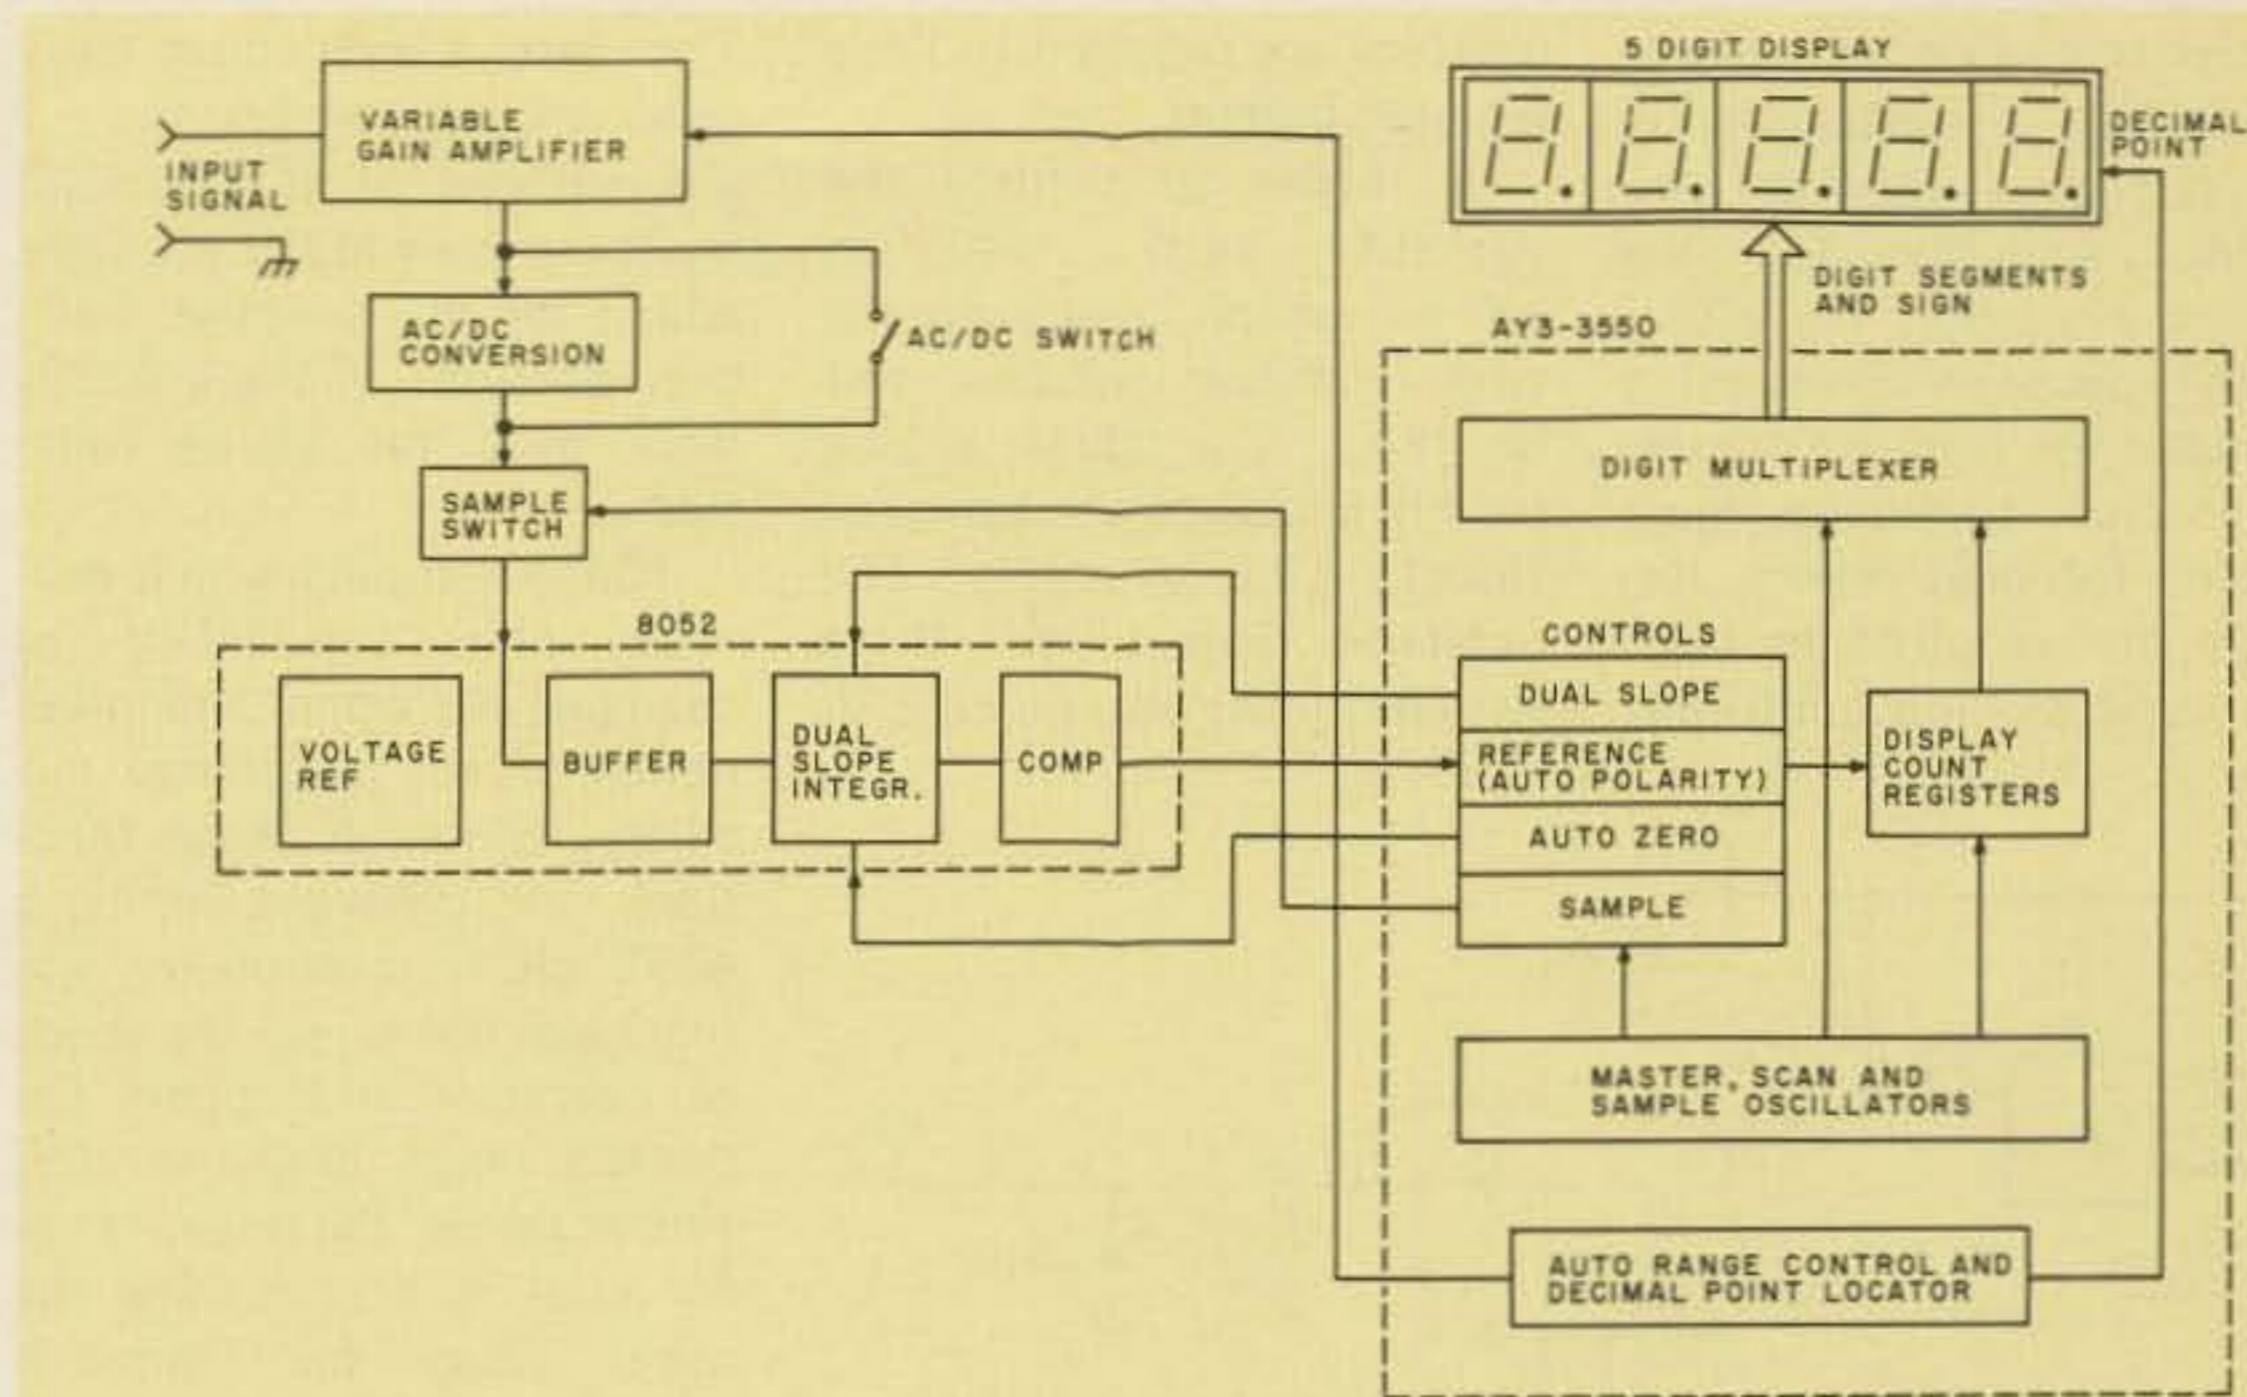 5 DIGIT DISPLAY
VARIABLE
GAIN AMPLIFIER
DECIMAL
POINT
INPUT
SIGNAL
DIGIT SEGMENTS
AND SIGN
AC/DC
CONVERSION
AC/DC SWITCH
AY3-3550
DIGIT MULTIPLEXER
SAMPLE
SWITCH
8052
CONTROLS
DUAL SLOPE
VOLTAGE
REF
BUFFER
DUAL
SLOPE
INTEGR.
COMP
REFERENCE
(AUTO POLARITY)
DISPLAY
COUNT
REGISTERS
AUTO ZERO
SAMPLE
MASTER, SCAN AND
SAMPLE OSCILLATORS
AUTO RANGE CONTROL AND
DECIMAL POINT LOCATOR